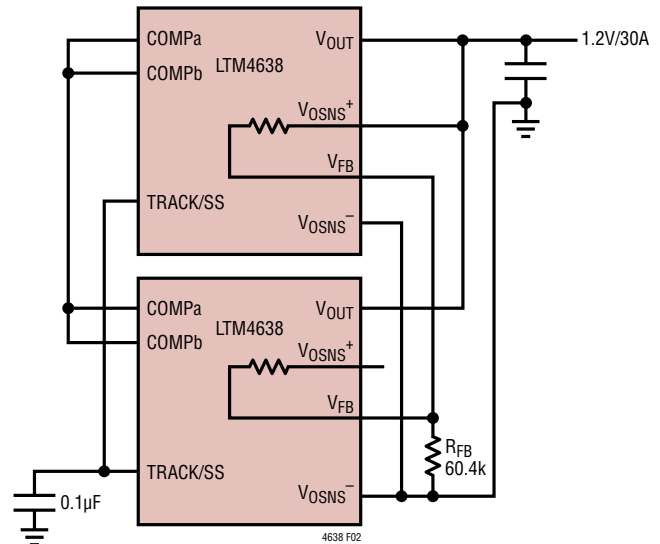 COMPa
COMPb
LTM4638
TRACK/SS
VOUT
VOSNS+
VFB
VOSNS–
1.2V/30A
COMPa
COMPb
LTM4638
TRACK/SS
VOUT
VOSNS+
VFB
VOSNS–
RFB
60.4k
0.1µF
4638 F02